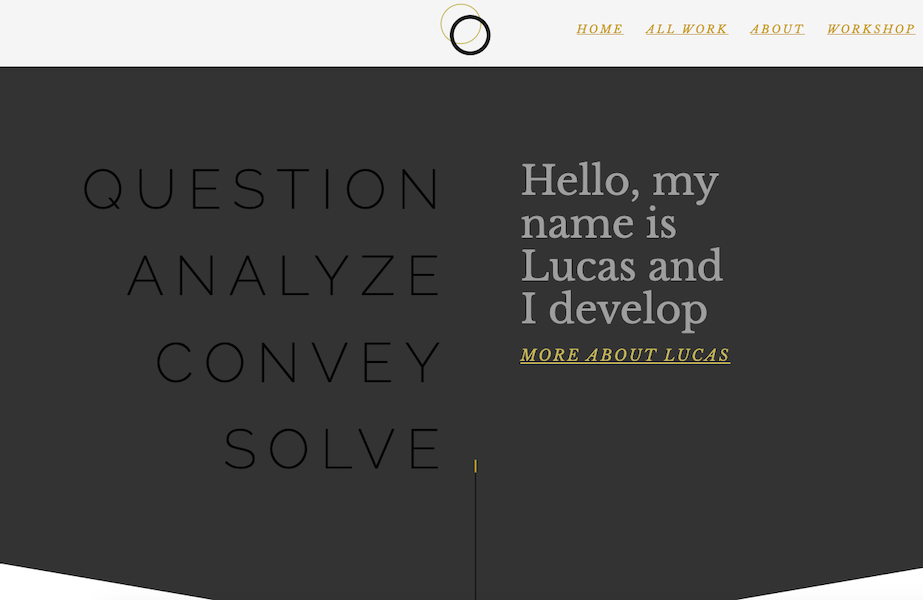 HOME ALL WORK ABOUT WORKSHOP
QUESTION
ANALYZE
CONVEY
SOLVE
Hello, my
name is
Lucas and
I develop
MORE ABOUT LUCAS